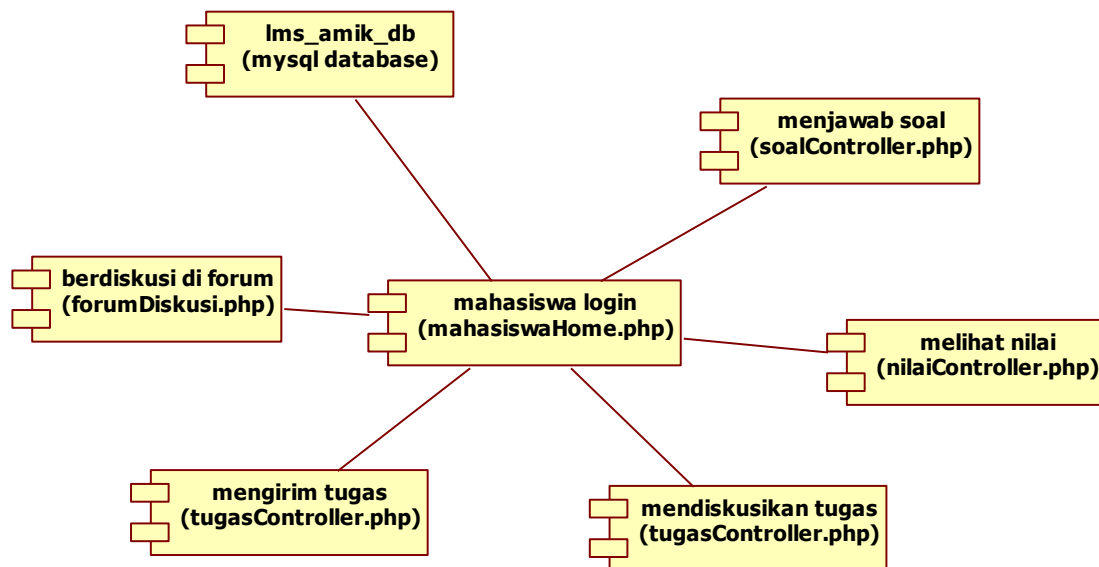 lms_amik_db
(mysql database)
menjawab soal
(soalController.php)
berdiskusi di forum
(forumDiskusi.php)
mahasiswa login
(mahasiswaHome.php)
melihat nilai
(nilaiController.php)
mengirim tugas
(tugasController.php)
mendiskusikan tugas
(tugasController.php)